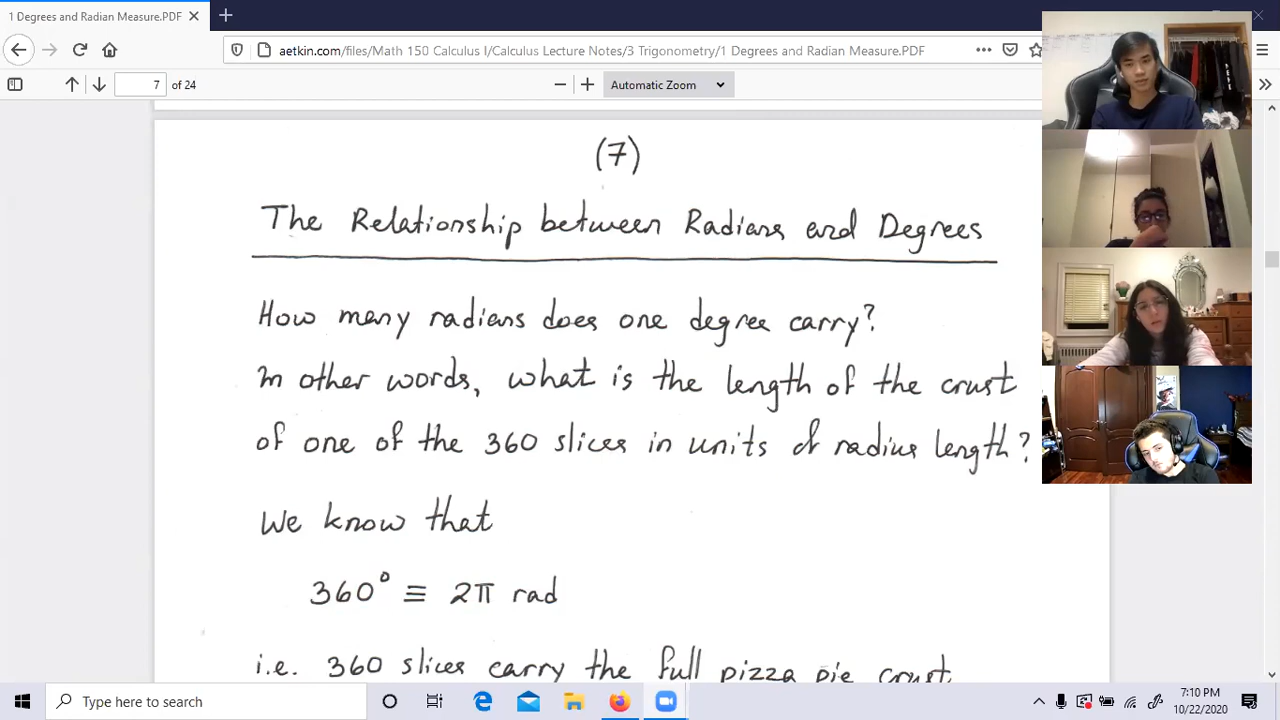 1 Degrees and Radian Measure.PDF
aetkin.com/ Math 150 Calculus I/Calculus Lecture Notes/3 Trigonometry/1 Degrees and Radian Measure.PDF
7 of 24
Automatic Zoom
(7)
The Relationship between Radians and Degrees
How many radians does one degree carry?
In other words, what is the length of the crust
of one of the 360 slices in units of radius length?
We know that
360° ≡ 2π rad
i.e. 360 slices carry the full pizza pie crust
Type here to search
7:10 PM
10/22/2020